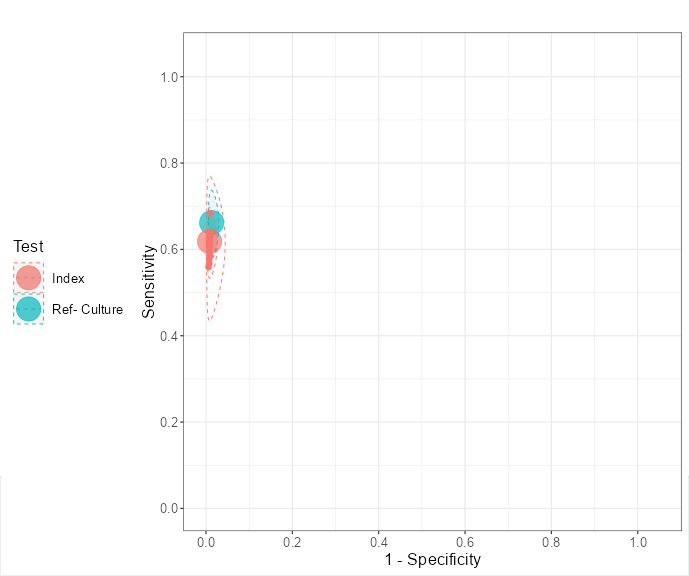 Test
Index
Ref- Culture
Sensitivity
1.0
0.8
0.6
0.4
0.2
0.0
0.0 0.2 0.4 0.6 0.8 1.0
1 - Specificity